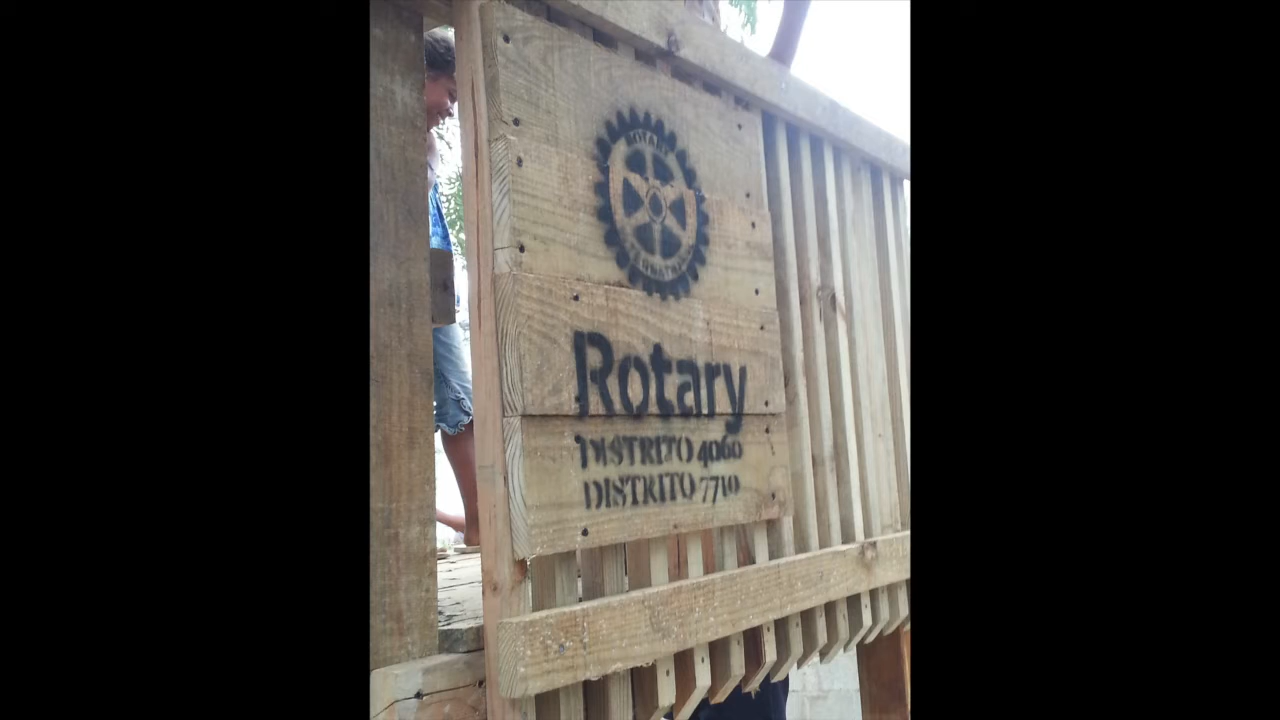 ROTARY
INTERNATIONAL
Rotary
DISTRITO 4060
DISTRITO 7710